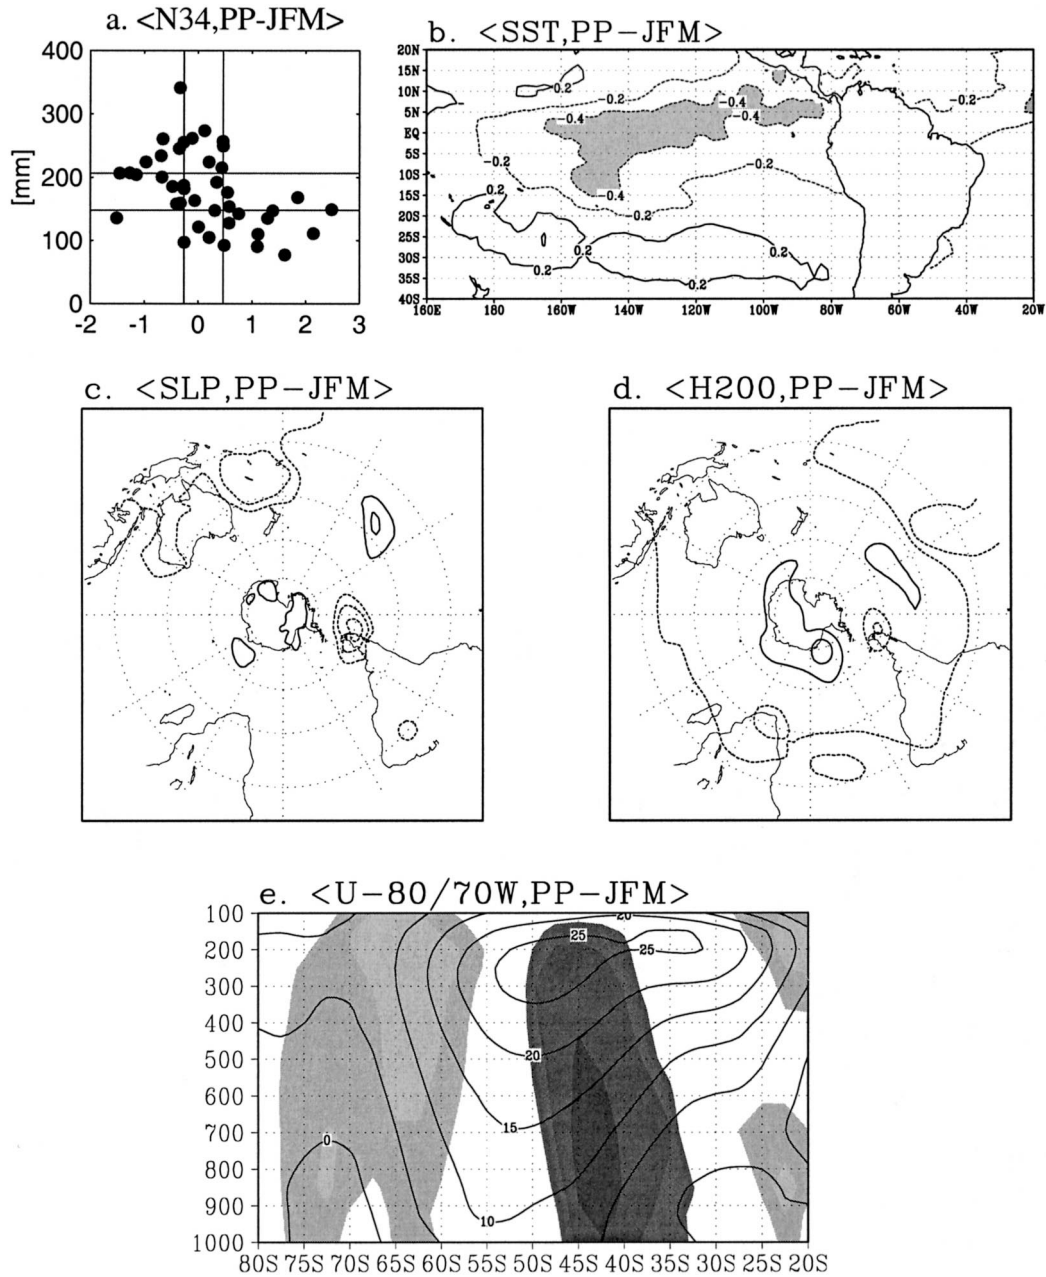 a. <N34,PP-JFM>
[mm]
400
300
200
100
0
-2 -1 0 1 2 3
b. <SST,PP-JFM>
20N
15N
10N
5N
EQ
5S
10S
15S
20S
25S
30S
35S
40S
160E 180 160W 140W 120W 100W 80W 60W 40W 20W
0.2
-0.2
-0.4
-0.4
-0.4
-0.2
-0.2
-0.2
-0.4
0.2
-0.2
0.2
0.2
0.2
0.2
c. <SLP,PP-JFM>
d. <H200,PP-JFM>
e. <U-80/70W,PP-JFM>
100
200
300
400
500
600
700
800
900
1000
80S 75S 70S 65S 60S 55S 50S 45S 40S 35S 30S 25S 20S
20
25
25
20
15
0
10